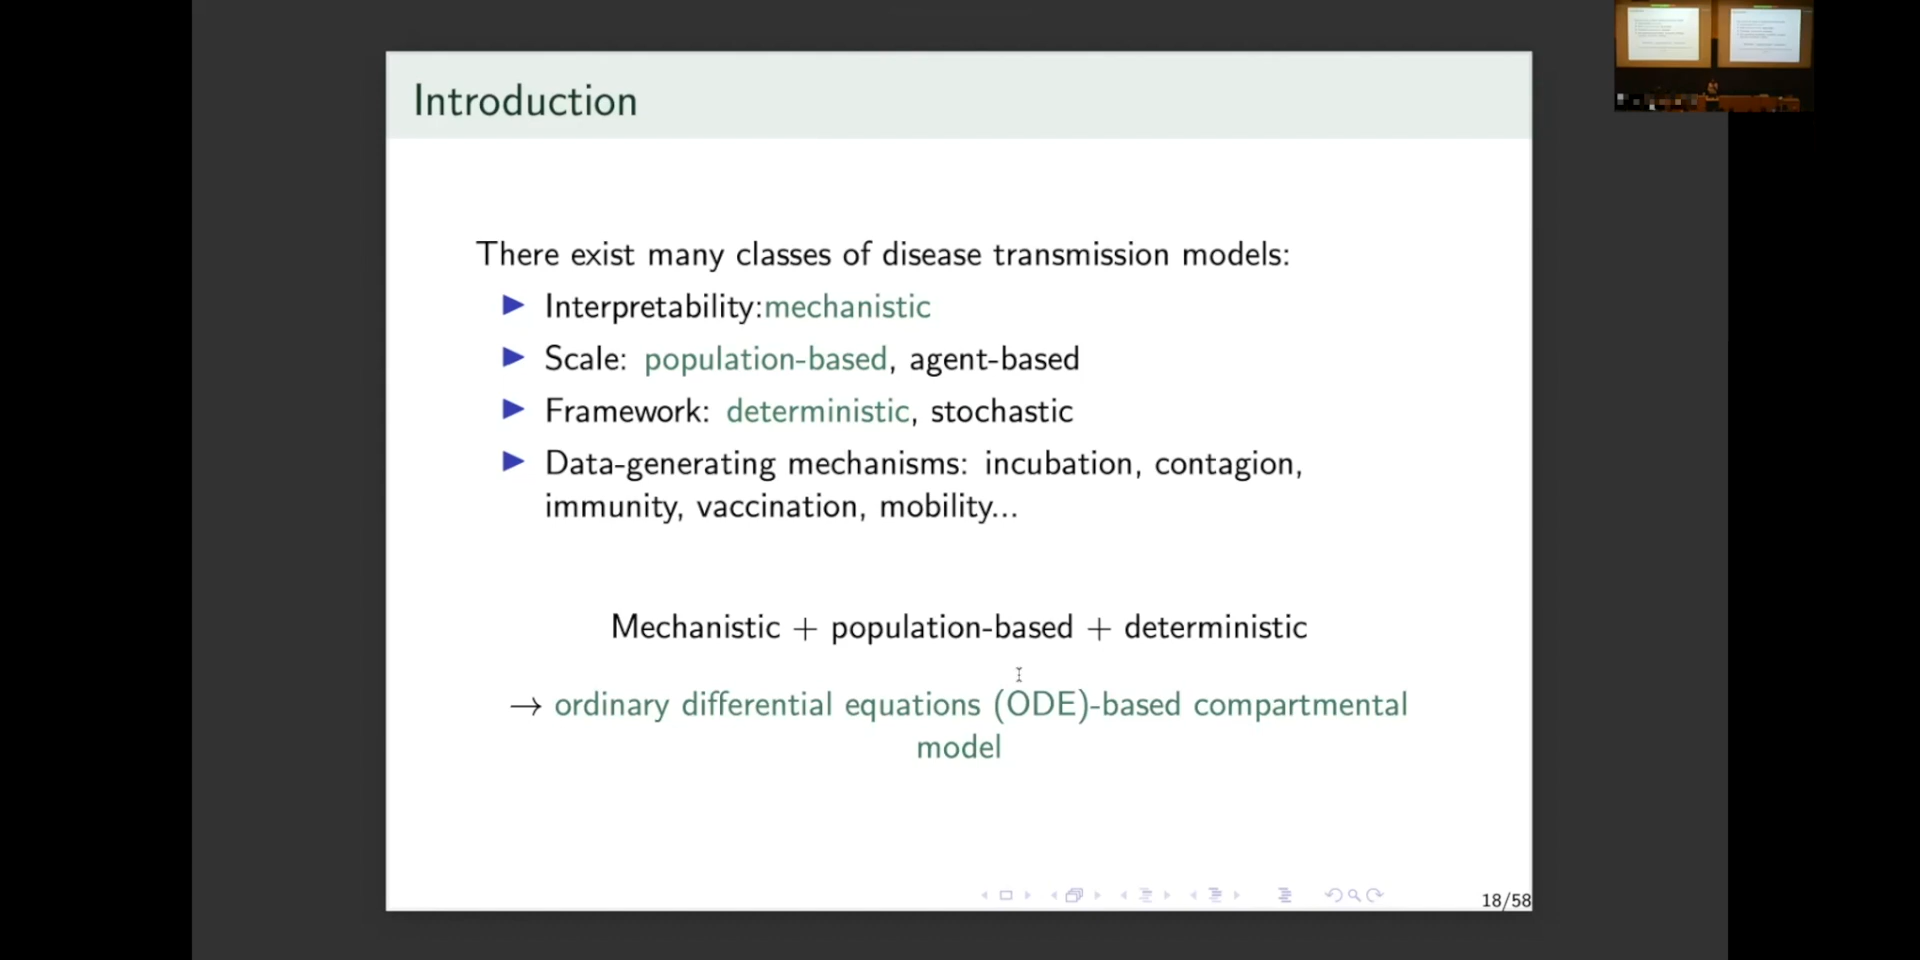 Introduction
There exist many classes of disease transmission models:
Interpretability:mechanistic
Scale: population-based, agent-based
Framework: deterministic, stochastic
Data-generating mechanisms: incubation, contagion,
immunity, vaccination, mobility...
Mechanistic + population-based + deterministic
→ ordinary differential equations (ODE)-based compartmental
model
18/58